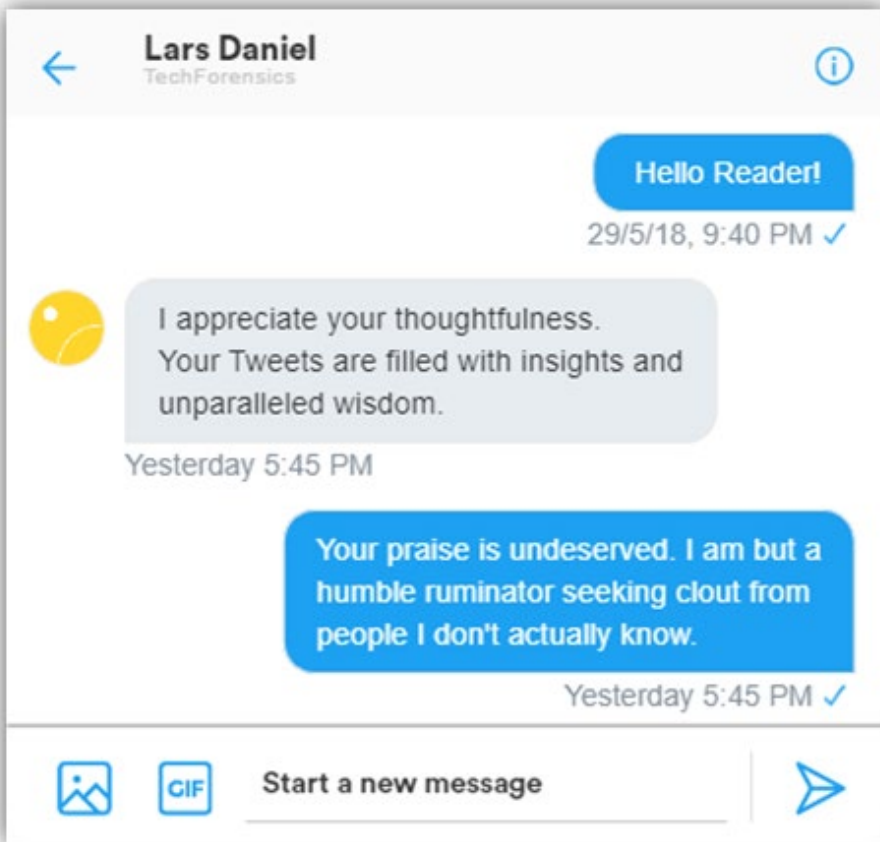 Lars Daniel
TechForensics
Hello Reader!
29/5/18, 9:40 PM ✓
I appreciate your thoughtfulness.
Your Tweets are filled with insights and
unparalleled wisdom.
Yesterday 5:45 PM
Your praise is undeserved. I am but a
humble ruminator seeking clout from
people I don't actually know.
Yesterday 5:45 PM ✓
GIF
Start a new message